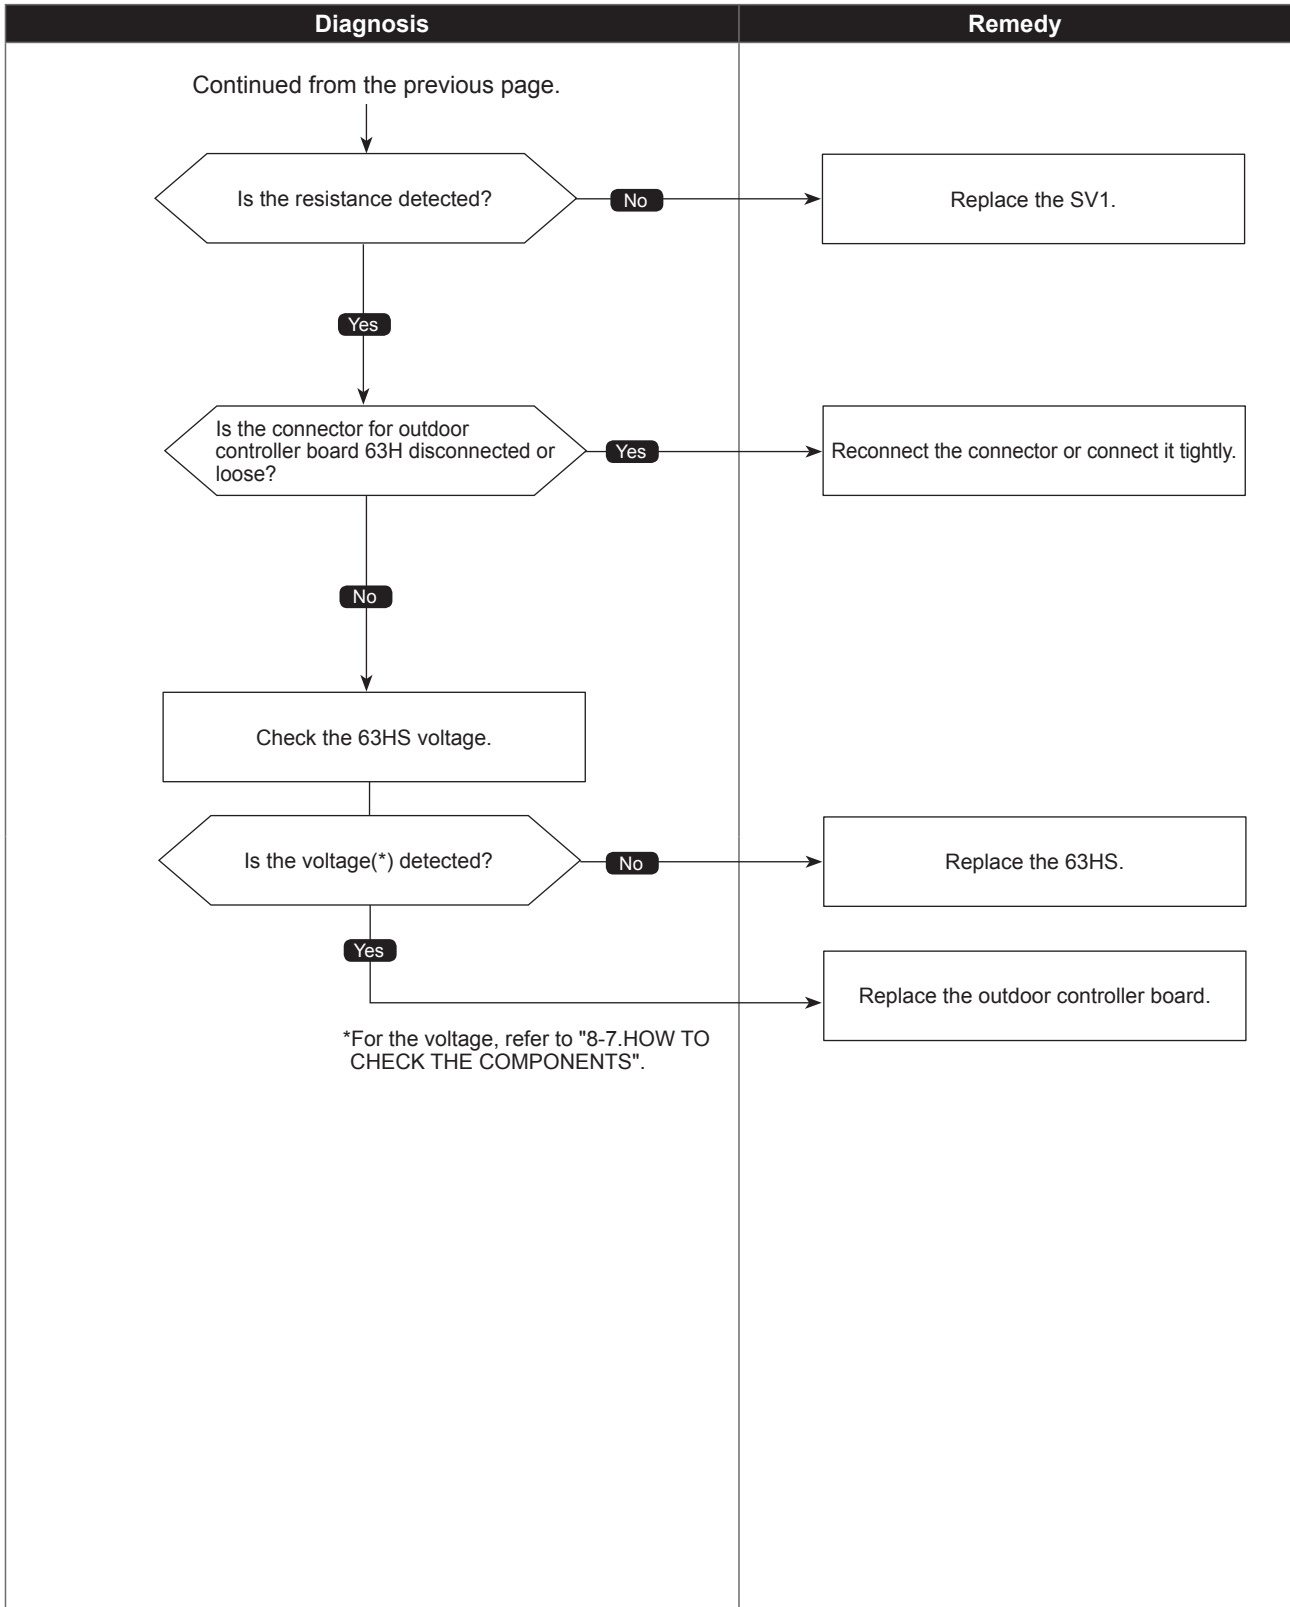 Diagnosis
Remedy
Continued from the previous page.
Is the resistance detected?
No
Replace the SV1.
Yes
Is the connector for outdoor
controller board 63H disconnected or
loose?
Yes
Reconnect the connector or connect it tightly.
No
Check the 63HS voltage.
Is the voltage(*) detected?
No
Replace the 63HS.
Yes
Replace the outdoor controller board.
*For the voltage, refer to "8-7.HOW TO
CHECK THE COMPONENTS".